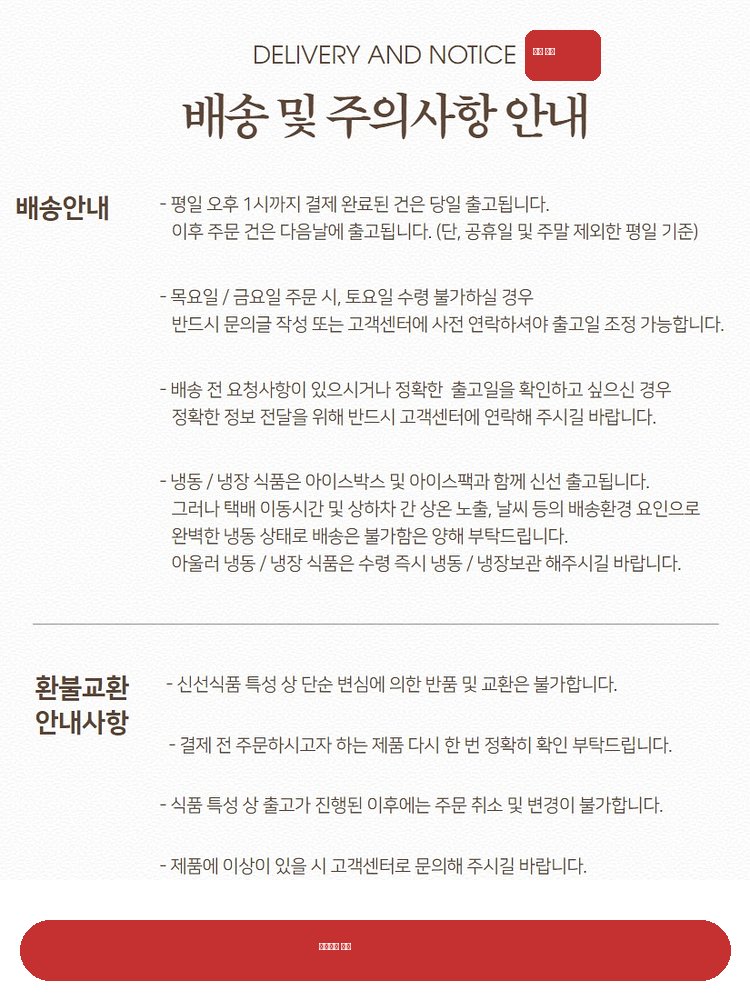 DELIVERY AND NOTICE
배송 및 주의사항 안내
배송안내
- 평일 오후 1시까지 결제 완료된 건은 당일 출고됩니다.
이후 주문 건은 다음날에 출고됩니다. (단, 공휴일 및 주말 제외한 평일 기준)
- 목요일 / 금요일 주문 시, 토요일 수령 불가하실 경우
반드시 문의글 작성 또는 고객센터에 사전 연락하셔야 출고일 조정 가능합니다.
- 배송 전 요청사항이 있으시거나 정확한 출고일을 확인하고 싶으신 경우
정확한 정보 전달을 위해 반드시 고객센터에 연락해 주시길 바랍니다.
- 냉동 / 냉장 식품은 아이스박스 및 아이스팩과 함께 신선 출고됩니다.
그러나 택배 이동시간 및 상하차 간 상온 노출, 날씨 등의 배송환경 요인으로
완벽한 냉동 상태로 배송은 불가함은 양해 부탁드립니다.
아울러 냉동 / 냉장 식품은 수령 즉시 냉동 / 냉장보관 해주시길 바랍니다.
환불교환
안내사항
- 신선식품 특성 상 단순 변심에 의한 반품 및 교환은 불가합니다.
- 결제 전 주문하시고자 하는 제품 다시 한 번 정확히 확인 부탁드립니다.
- 식품 특성 상 출고가 진행된 이후에는 주문 취소 및 변경이 불가합니다.
- 제품에 이상이 있을 시 고객센터로 문의해 주시길 바랍니다.